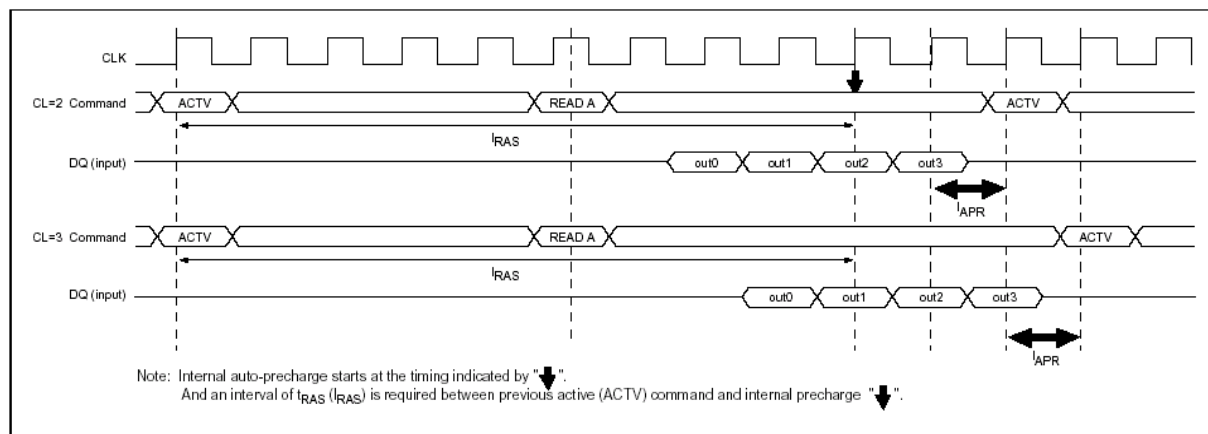 CLK
CL=2 Command ACTV READ A ACTV
lRAS
DQ (input) out0 out1 out2 out3
lAPR
CL=3 Command ACTV READ A ACTV
lRAS
DQ (input) out0 out1 out2 out3
lAPR
Note: Internal auto-precharge starts at the timing indicated by " ".
And an interval of tRAS (lRAS) is required between previous active (ACTV) command and internal precharge " ".